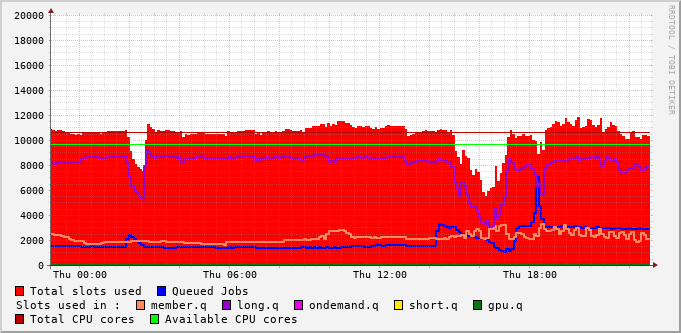 20000
18000
16000
14000
12000
10000
8000
6000
4000
2000
0
Thu 00:00 Thu 06:00 Thu 12:00 Thu 18:00
RRDTOOL / TOBI OETIKER
Total slots used Queued Jobs
Slots used in : member.q long.q ondemand.q short.q gpu.q
Total CPU cores Available CPU cores